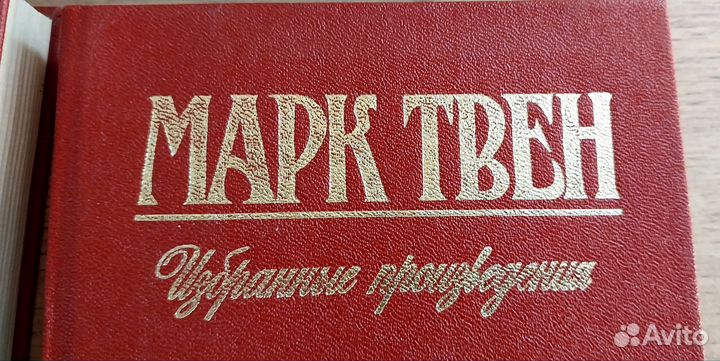 МАРК ТВЕН
Избранные произведения
Avito